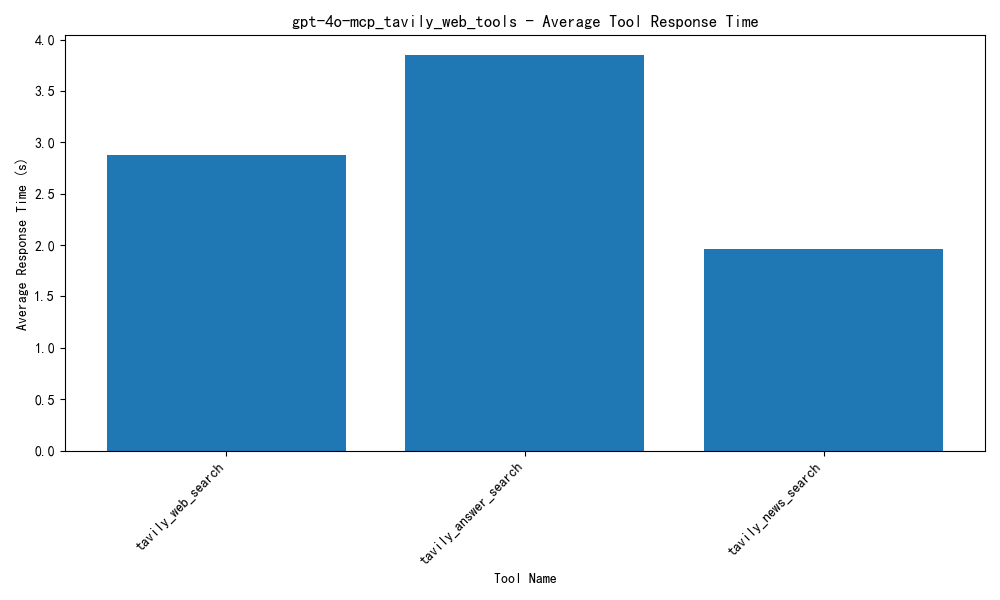 gpt-4o-mcp_tavily_web_tools - Average Tool Response Time
4.0
3.5
3.0
2.5
2.0
1.5
1.0
0.5
0.0
Average Response Time (s)
tavily_web_search
tavily_answer_search
tavily_news_search
Tool Name